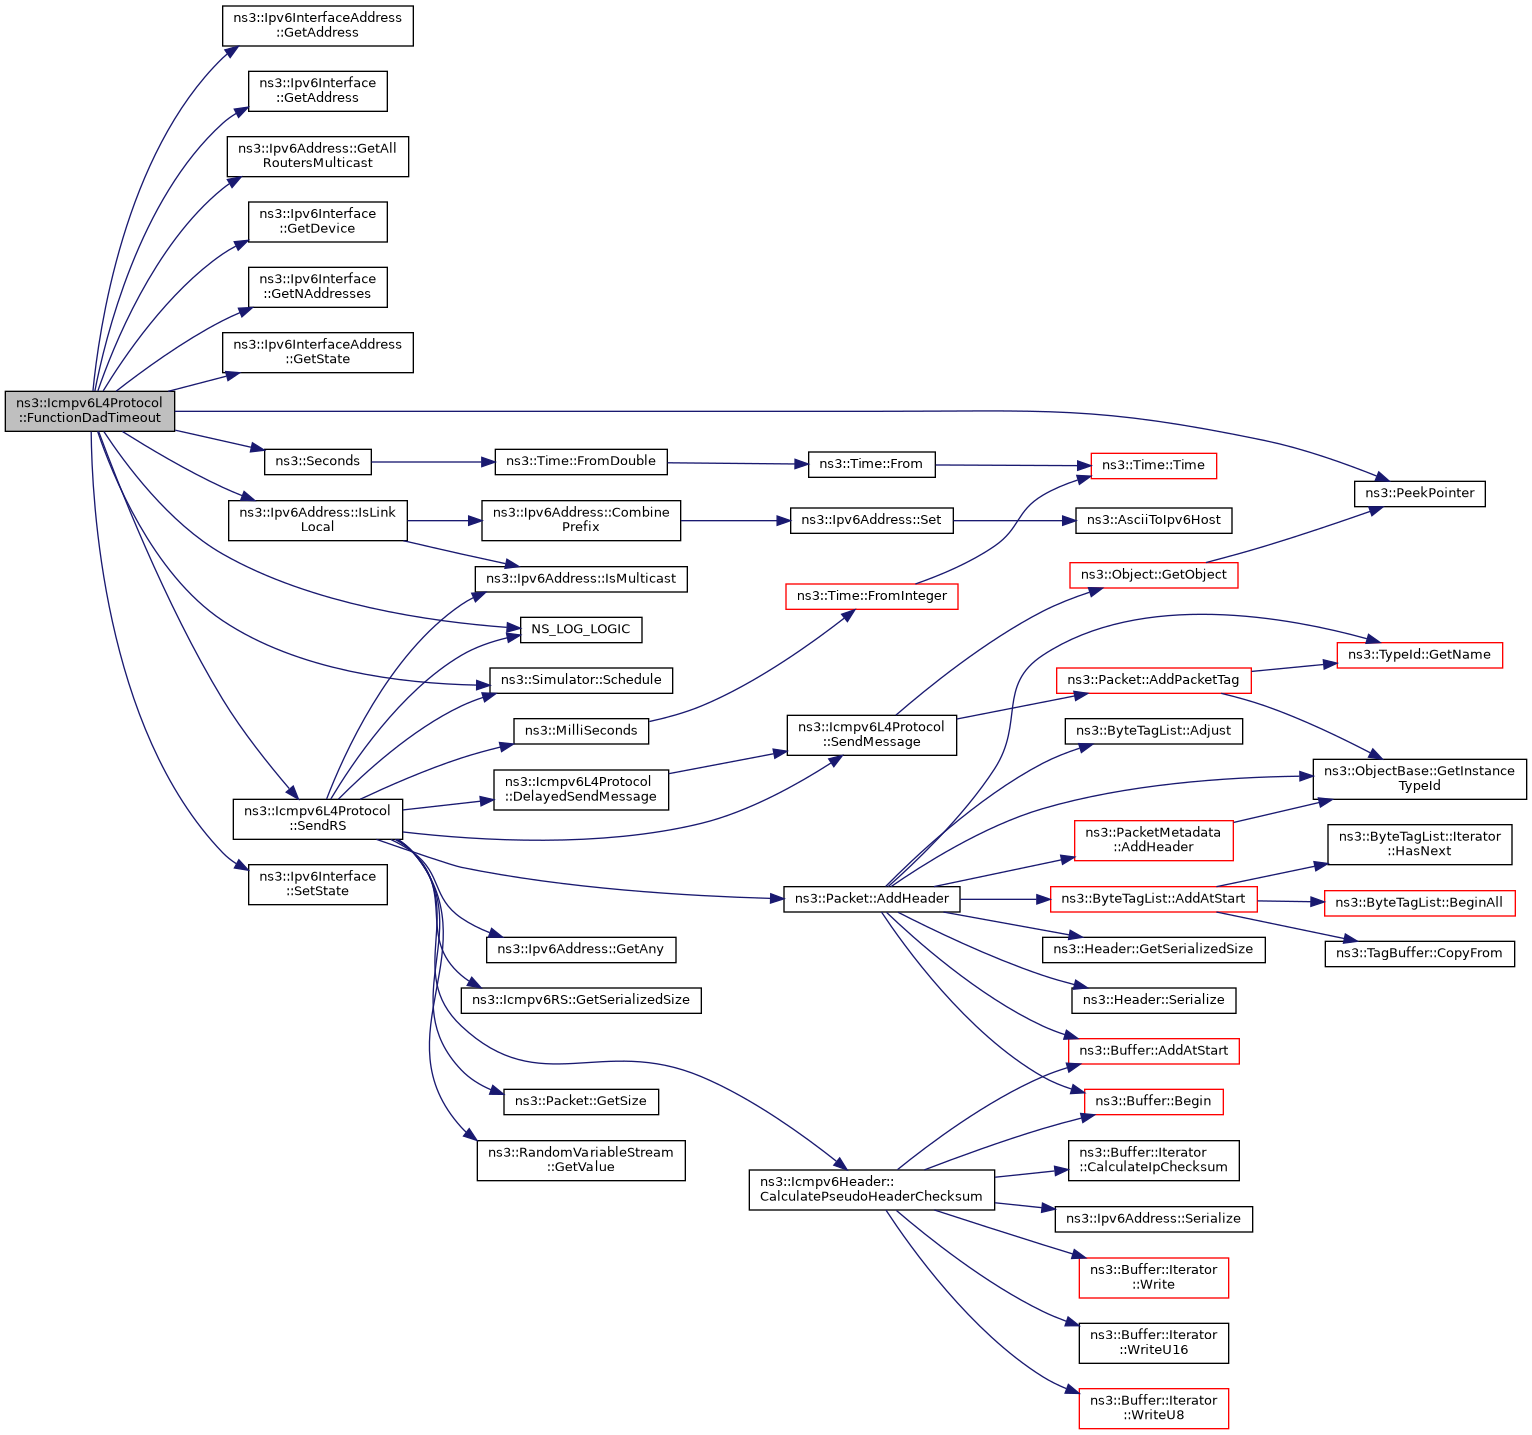 ns3::Ipv6InterfaceAddress
::GetAddress
ns3::Ipv6Interface
::GetAddress
ns3::Ipv6Address::GetAll
RoutersMulticast
ns3::Ipv6Interface
::GetDevice
ns3::Ipv6Interface
::GetNAddresses
ns3::Ipv6InterfaceAddress
::GetState
ns3::Icmpv6L4Protocol
::FunctionDadTimeout
ns3::Seconds
ns3::Time::FromDouble
ns3::Time::From
ns3::Time::Time
ns3::PeekPointer
ns3::Ipv6Address::IsLink
Local
ns3::Ipv6Address::Combine
Prefix
ns3::Ipv6Address::Set
ns3::AsciiToIpv6Host
ns3::Ipv6Address::IsMulticast
ns3::Object::GetObject
ns3::Time::FromInteger
NS_LOG_LOGIC
ns3::TypeId::GetName
ns3::Simulator::Schedule
ns3::Packet::AddPacketTag
ns3::MilliSeconds
ns3::Icmpv6L4Protocol
::SendMessage
ns3::ByteTagList::Adjust
ns3::Icmpv6L4Protocol
::DelayedSendMessage
ns3::ObjectBase::GetInstance
TypeId
ns3::Icmpv6L4Protocol
::SendRS
ns3::PacketMetadata
::AddHeader
ns3::ByteTagList::Iterator
::HasNext
ns3::Ipv6Interface
::SetState
ns3::Packet::AddHeader
ns3::ByteTagList::AddAtStart
ns3::ByteTagList::BeginAll
ns3::Ipv6Address::GetAny
ns3::Header::GetSerializedSize
ns3::TagBuffer::CopyFrom
ns3::Icmpv6RS::GetSerializedSize
ns3::Header::Serialize
ns3::Buffer::AddAtStart
ns3::Packet::GetSize
ns3::Buffer::Begin
ns3::RandomVariableStream
::GetValue
ns3::Buffer::Iterator
::CalculateIpChecksum
ns3::Icmpv6Header::
CalculatePseudoHeaderChecksum
ns3::Ipv6Address::Serialize
ns3::Buffer::Iterator
::Write
ns3::Buffer::Iterator
::WriteU16
ns3::Buffer::Iterator
::WriteU8